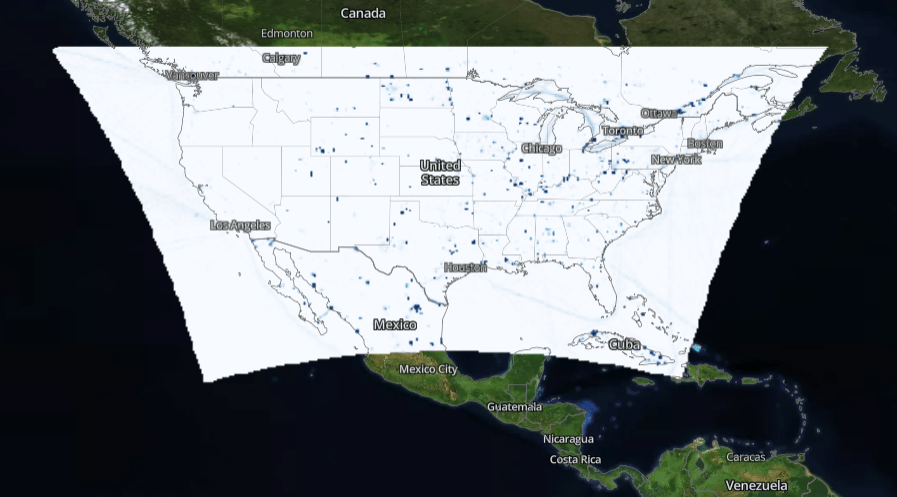 Canada
Edmonton
Calgary
Vancouver
Ottawa
Toronto
Boston
Chicago
New York
United
States
Los Angeles
Houston
Mexico
Cuba
Mexico City
Guatemala
Nicaragua
Costa Rica
Caracas
Venezuela